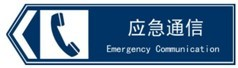 应急通信
Emergency Communication